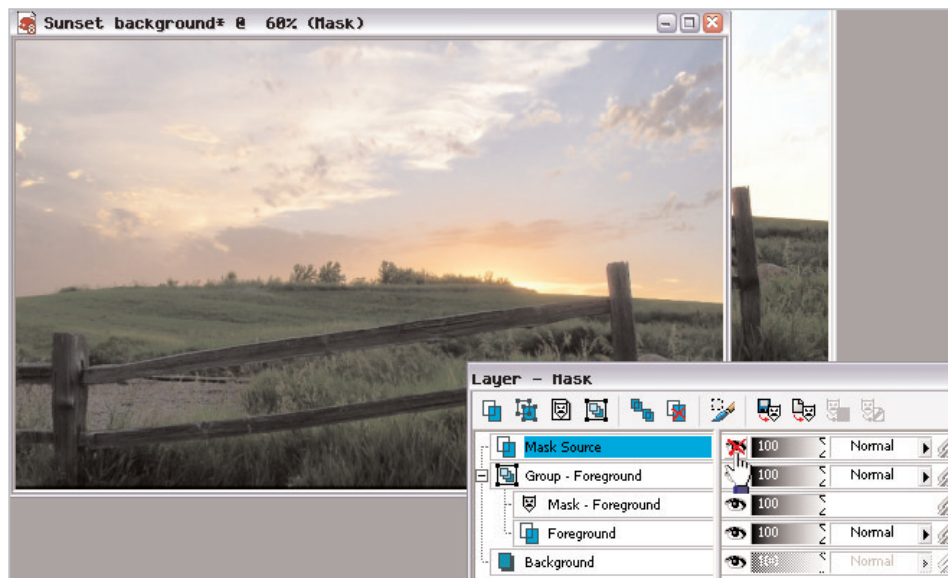 Sunset background* @ 60% (Mask)
Layer - Mask
Mask Source 100 Normal
Group - Foreground 100 Normal
Mask - Foreground 100
Foreground 100 Normal
Background 100 Normal